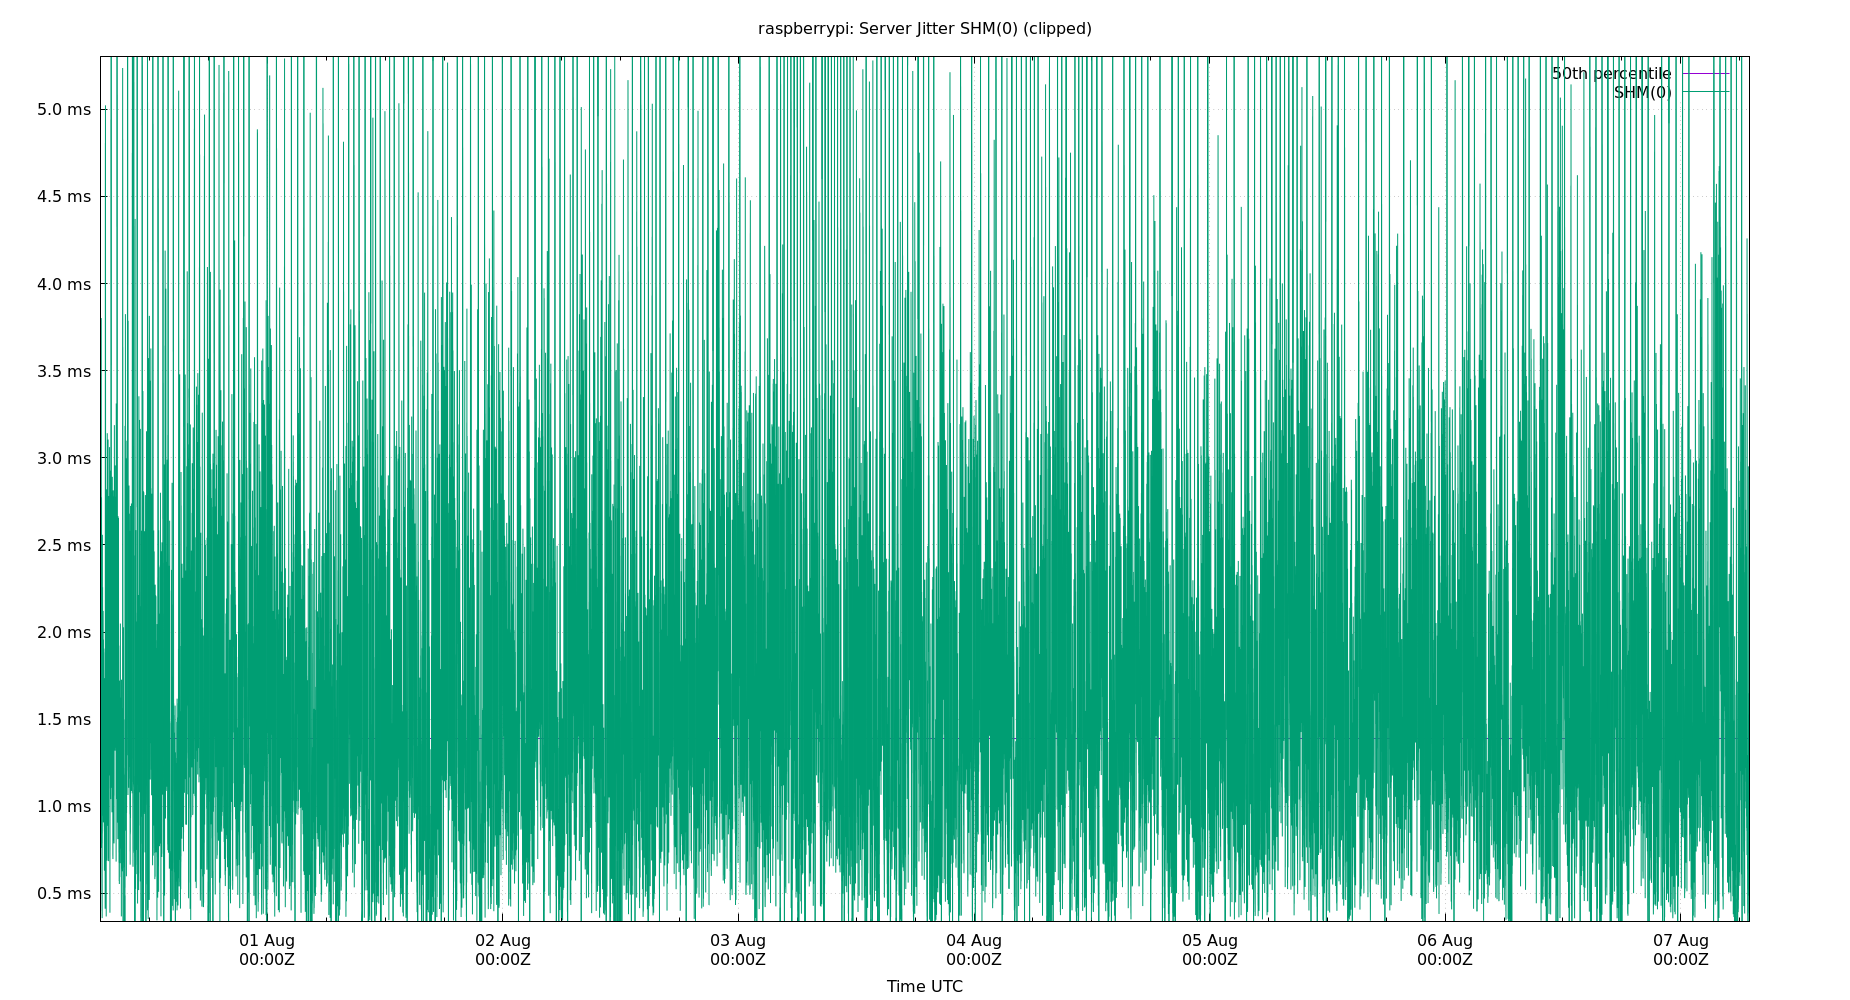 raspberrypi: Server Jitter SHM(0) (clipped)
50th percentile
SHM(0)
5.0 ms
4.5 ms
4.0 ms
3.5 ms
3.0 ms
2.5 ms
2.0 ms
1.5 ms
1.0 ms
0.5 ms
01 Aug 02 Aug 03 Aug 04 Aug 05 Aug 06 Aug 07 Aug
00:00Z 00:00Z 00:00Z 00:00Z 00:00Z 00:00Z 00:00Z
Time UTC